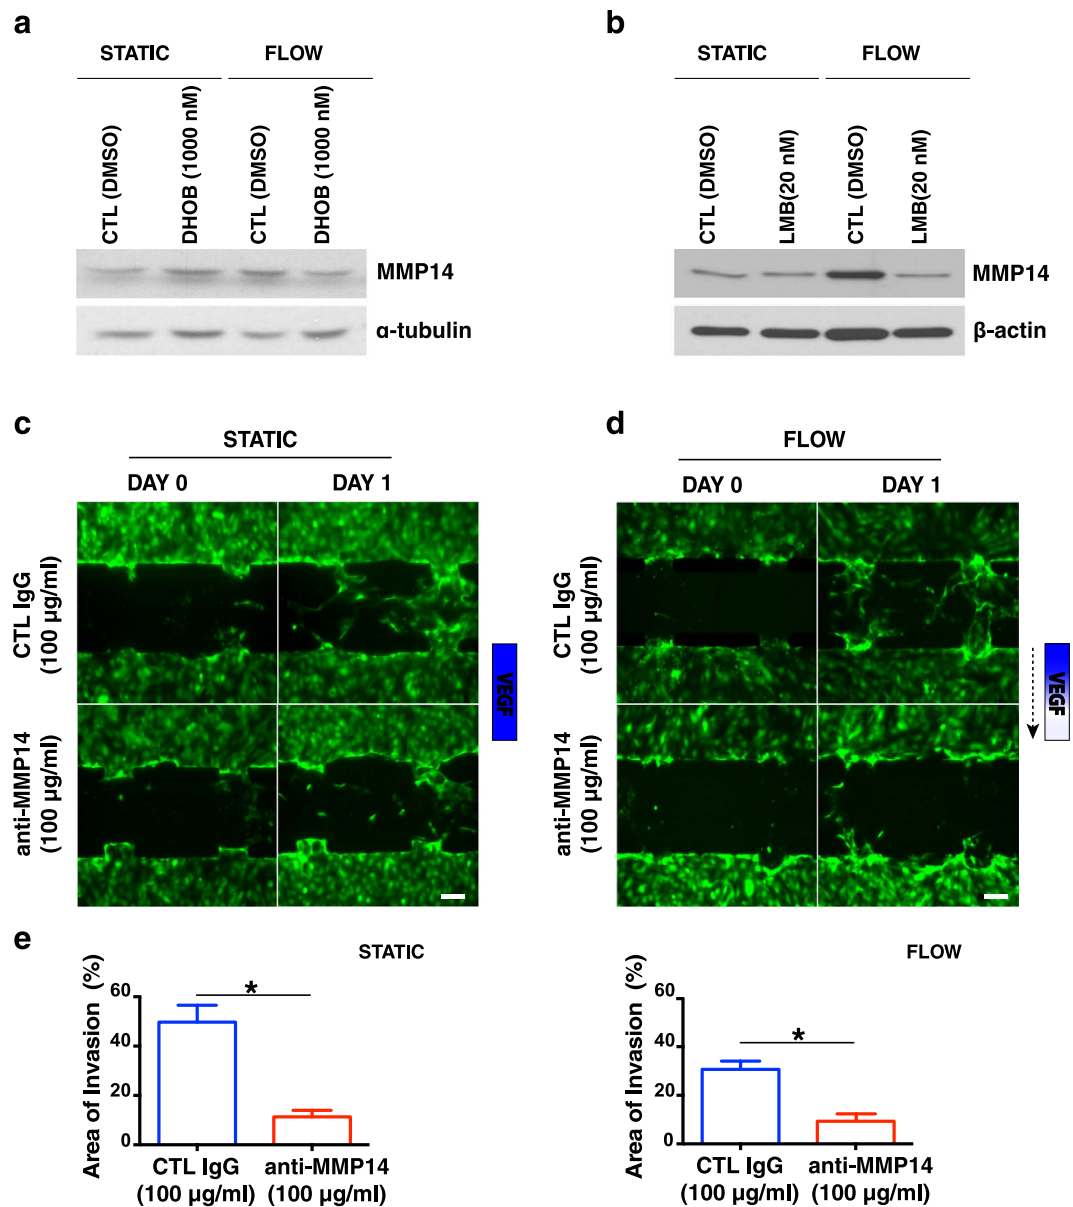 a
STATIC FLOW
CTL (DMSO)
DHOB (1000 nM)
CTL (DMSO)
DHOB (1000 nM)
MMP14
α-tubulin
b
STATIC FLOW
CTL (DMSO)
LMB(20 nM)
CTL (DMSO)
LMB(20 nM)
MMP14
β-actin
c
STATIC
DAY 0 DAY 1
CTL IgG
(100 μg/ml)
anti-MMP14
(100 μg/ml)
VEGF
d
FLOW
DAY 0 DAY 1
CTL IgG
(100 μg/ml)
anti-MMP14
(100 μg/ml)
VEGF
e
STATIC
Area of Invasion (%)
60
40
20
0
*
CTL IgG anti-MMP14
(100 μg/ml) (100 μg/ml)
FLOW
Area of Invasion (%)
60
40
20
0
*
CTL IgG anti-MMP14
(100 μg/ml) (100 μg/ml)